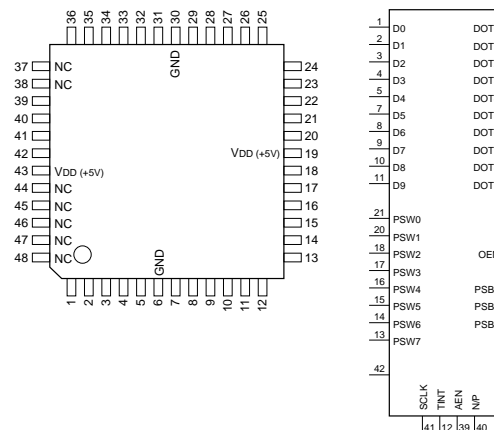 36 35 34 33 32 31 30 29 28 27 26 25
GND
37 NC
38 NC
39
40
41
42
43 VDD (+5V)
44 NC
45 NC
46 NC
47 NC
48 NC
24
23
22
21
20
VDD (+5V) 19
18
17
16
15
14
13
GND
1 2 3 4 5 6 7 8 9 10 11 12
1 D0 DOT
2 D1 DOT
3 D2 DOT
4 D3 DOT
5 D4 DOT
7 D5 DOT
8 D6 DOT
9 D7 DOT
10 D8 DOT
11 D9 DOT
21 PSW0
20 PSW1
18 PSW2
17 PSW3
16 PSW4 PSB
15 PSW5 PSB
14 PSW6 PSB
13 PSW7
42
SCLK TINT AEN N/P
41 12 39 40